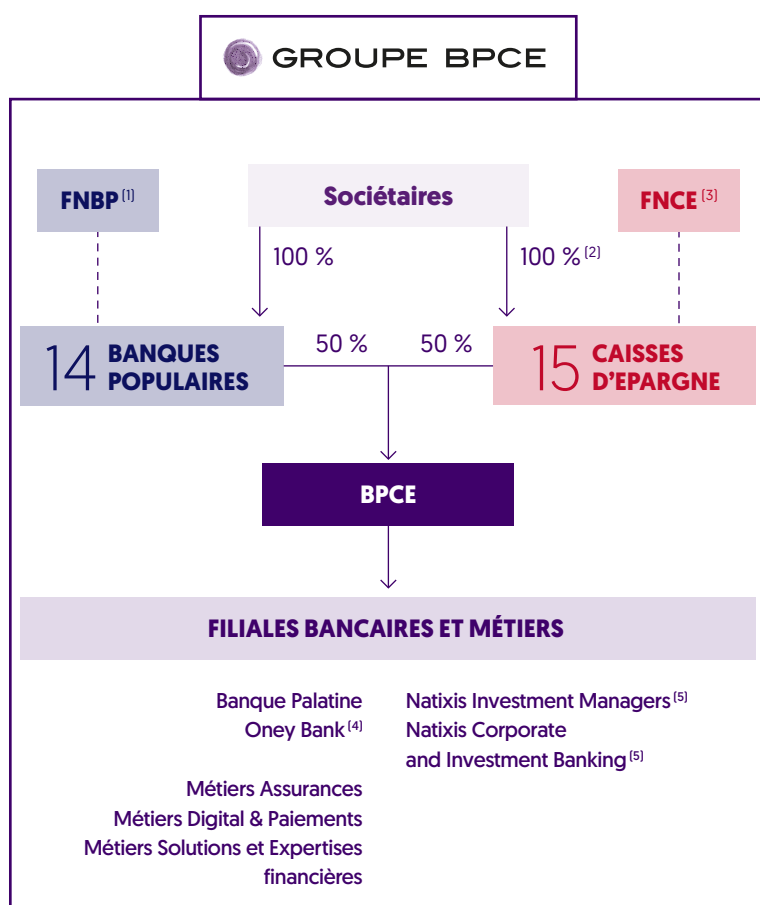 GROUPE BPCE
FNBP (1)
Sociétaires
FNCE (3)
100 %
100 % (2)
14 BANQUES
POPULAIRES
50 %
50 %
15 CAISSES
D'EPARGNE
BPCE
FILIALES BANCAIRES ET MÉTIERS
Banque Palatine
Oney Bank (4)
Métiers Assurances
Métiers Digital & Paiements
Métiers Solutions et Expertises
financières
Natixis Investment Managers (5)
Natixis Corporate
and Investment Banking (5)